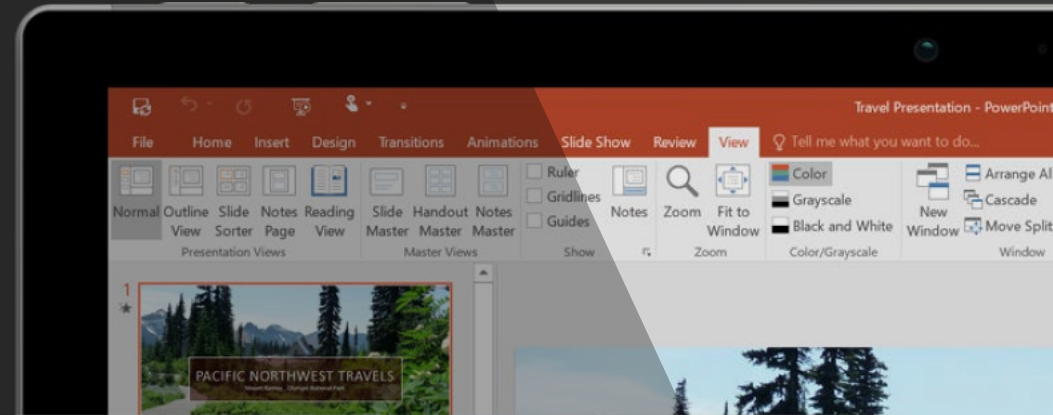 Travel Presentation - PowerPoint
File Home Insert Design Transitions Animations Slide Show Review View Tell me what you want to do...
Normal
Outline View
Slide Sorter
Notes Page
Reading View
Presentation Views
Slide Master
Handout Master
Notes Master
Master Views
Ruler
Gridlines
Guides
Show
Notes
Zoom
Fit to Window
Zoom
Color
Grayscale
Black and White
Color/Grayscale
New Window
Arrange Al
Cascade
Move Split
Window
1
PACIFIC NORTHWEST TRAVELS